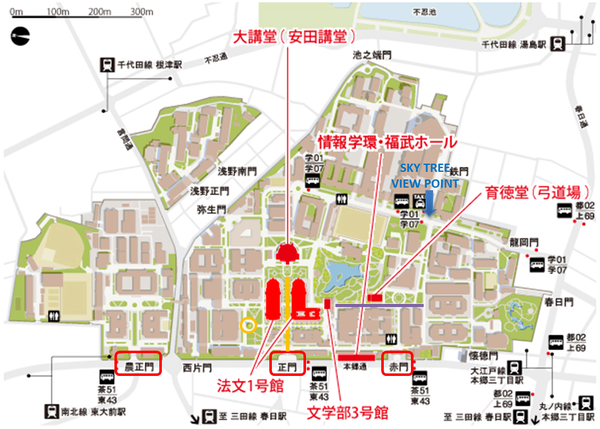 0m 100m 200m 300m
不忍池
大講堂（安田講堂）
千代田線 湯島駅
池之端門
千代田線 根津駅
不忍通
春日通
言問通
情報学環・福武ホール
浅野南門
学01
学07
SKY TREE
VIEW POINT
鉄門
TAXI
育徳堂（弓道場）
浅野正門
弥生門
学01
学07
都02
上69
龍岡門
学01
学07
春日門
都02
上69
懐徳門
農正門
西片門
法文1号館
正門
本郷通
赤門
大江戸線
本郷三丁目駅
茶51
東43
茶51
東43
茶51
東43
文学部3号館
都02
上69
南北線 東大前駅
至 三田線 春日駅
至 三田線 春日駅
丸ノ内線
本郷三丁目駅